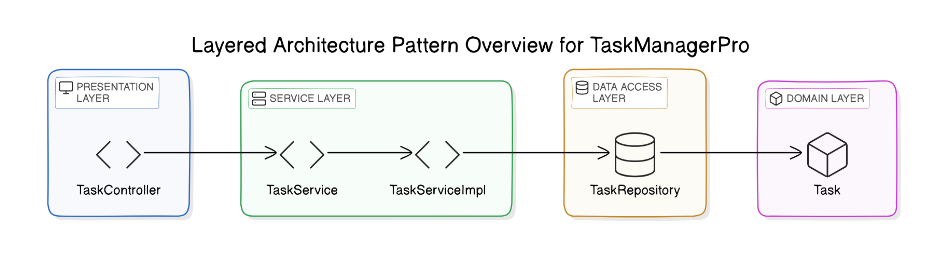 Layered Architecture Pattern Overview for TaskManagerPro
PRESENTATION
LAYER
SERVICE LAYER
DATA ACCESS
LAYER
DOMAIN LAYER
TaskController
TaskService
TaskServiceImpl
TaskRepository
Task